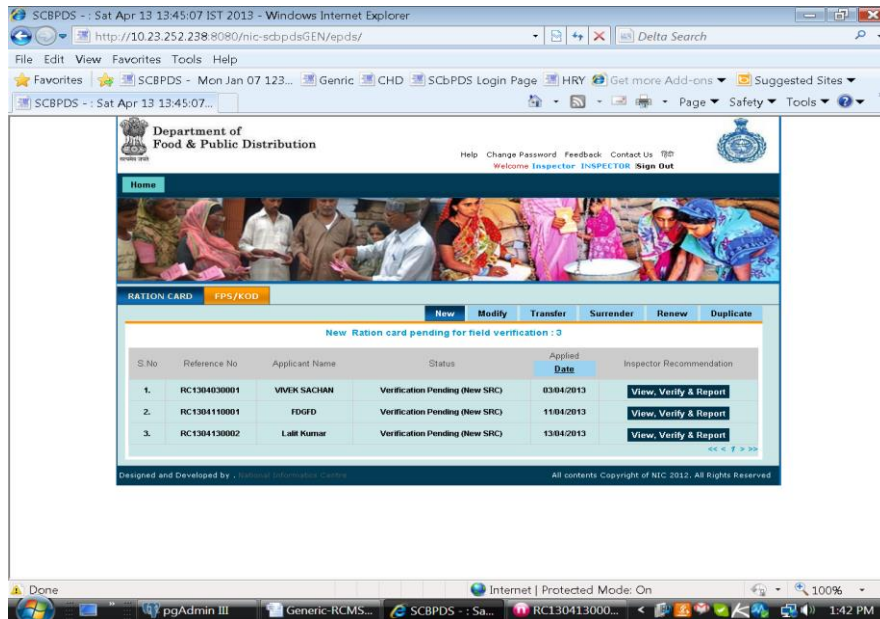 SCBPDS - : Sat Apr 13 13:45:07 IST 2013 - Windows Internet Explorer
http://10.23.252.238:8080/nic-scbpdsGEN/epds/
Delta Search
File Edit View Favorites Tools Help
Favorites SCBPDS - Mon Jan 07 123... Genric CHD SCbPDS Login Page HRY Get more Add-ons Suggested Sites
SCBPDS - : Sat Apr 13 13:45:07... Page Safety Tools
Department of
Food & Public Distribution
Help Change Password Feedback Contact Us हिंदी
Welcome Inspector INSPECTOR |Sign Out
Home
RATION CARD FPS/KOD
New Modify Transfer Surrender Renew Duplicate
New Ration card pending for field verification : 3
S.No Reference No Applicant Name Status Applied Date Inspector Recommendation
1. RC1304030001 VIVEK SACHAN Verification Pending (New SRC) 03/04/2013 View, Verify & Report
2. RC1304110001 FDGFD Verification Pending (New SRC) 11/04/2013 View, Verify & Report
3. RC1304130002 Lalit Kumar Verification Pending (New SRC) 13/04/2013 View, Verify & Report
<< < 1 > >>
Designed and Developed by . National Informatics Centre All contents Copyright of NIC 2012. All Rights Reserved
Done Internet | Protected Mode: On 100%
pgAdmin III Generic-RCMS... SCBPDS - : Sa... RC130413000... 1:42 PM